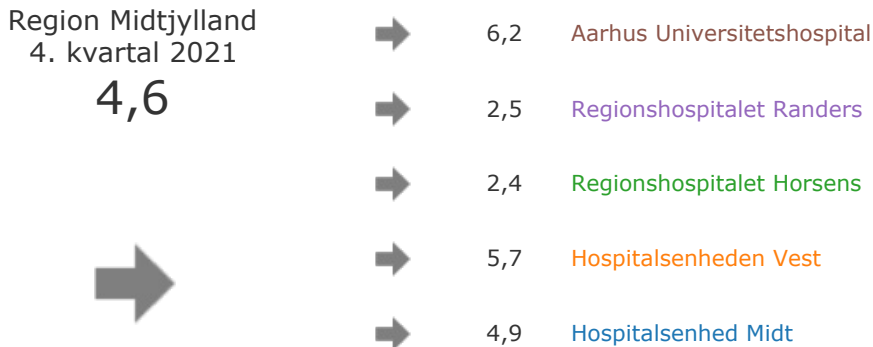 Region Midtjylland
4. kvartal 2021
4,6
6,2 Aarhus Universitetshospital
2,5 Regionshospitalet Randers
2,4 Regionshospitalet Horsens
5,7 Hospitalsenheden Vest
4,9 Hospitalsenhed Midt